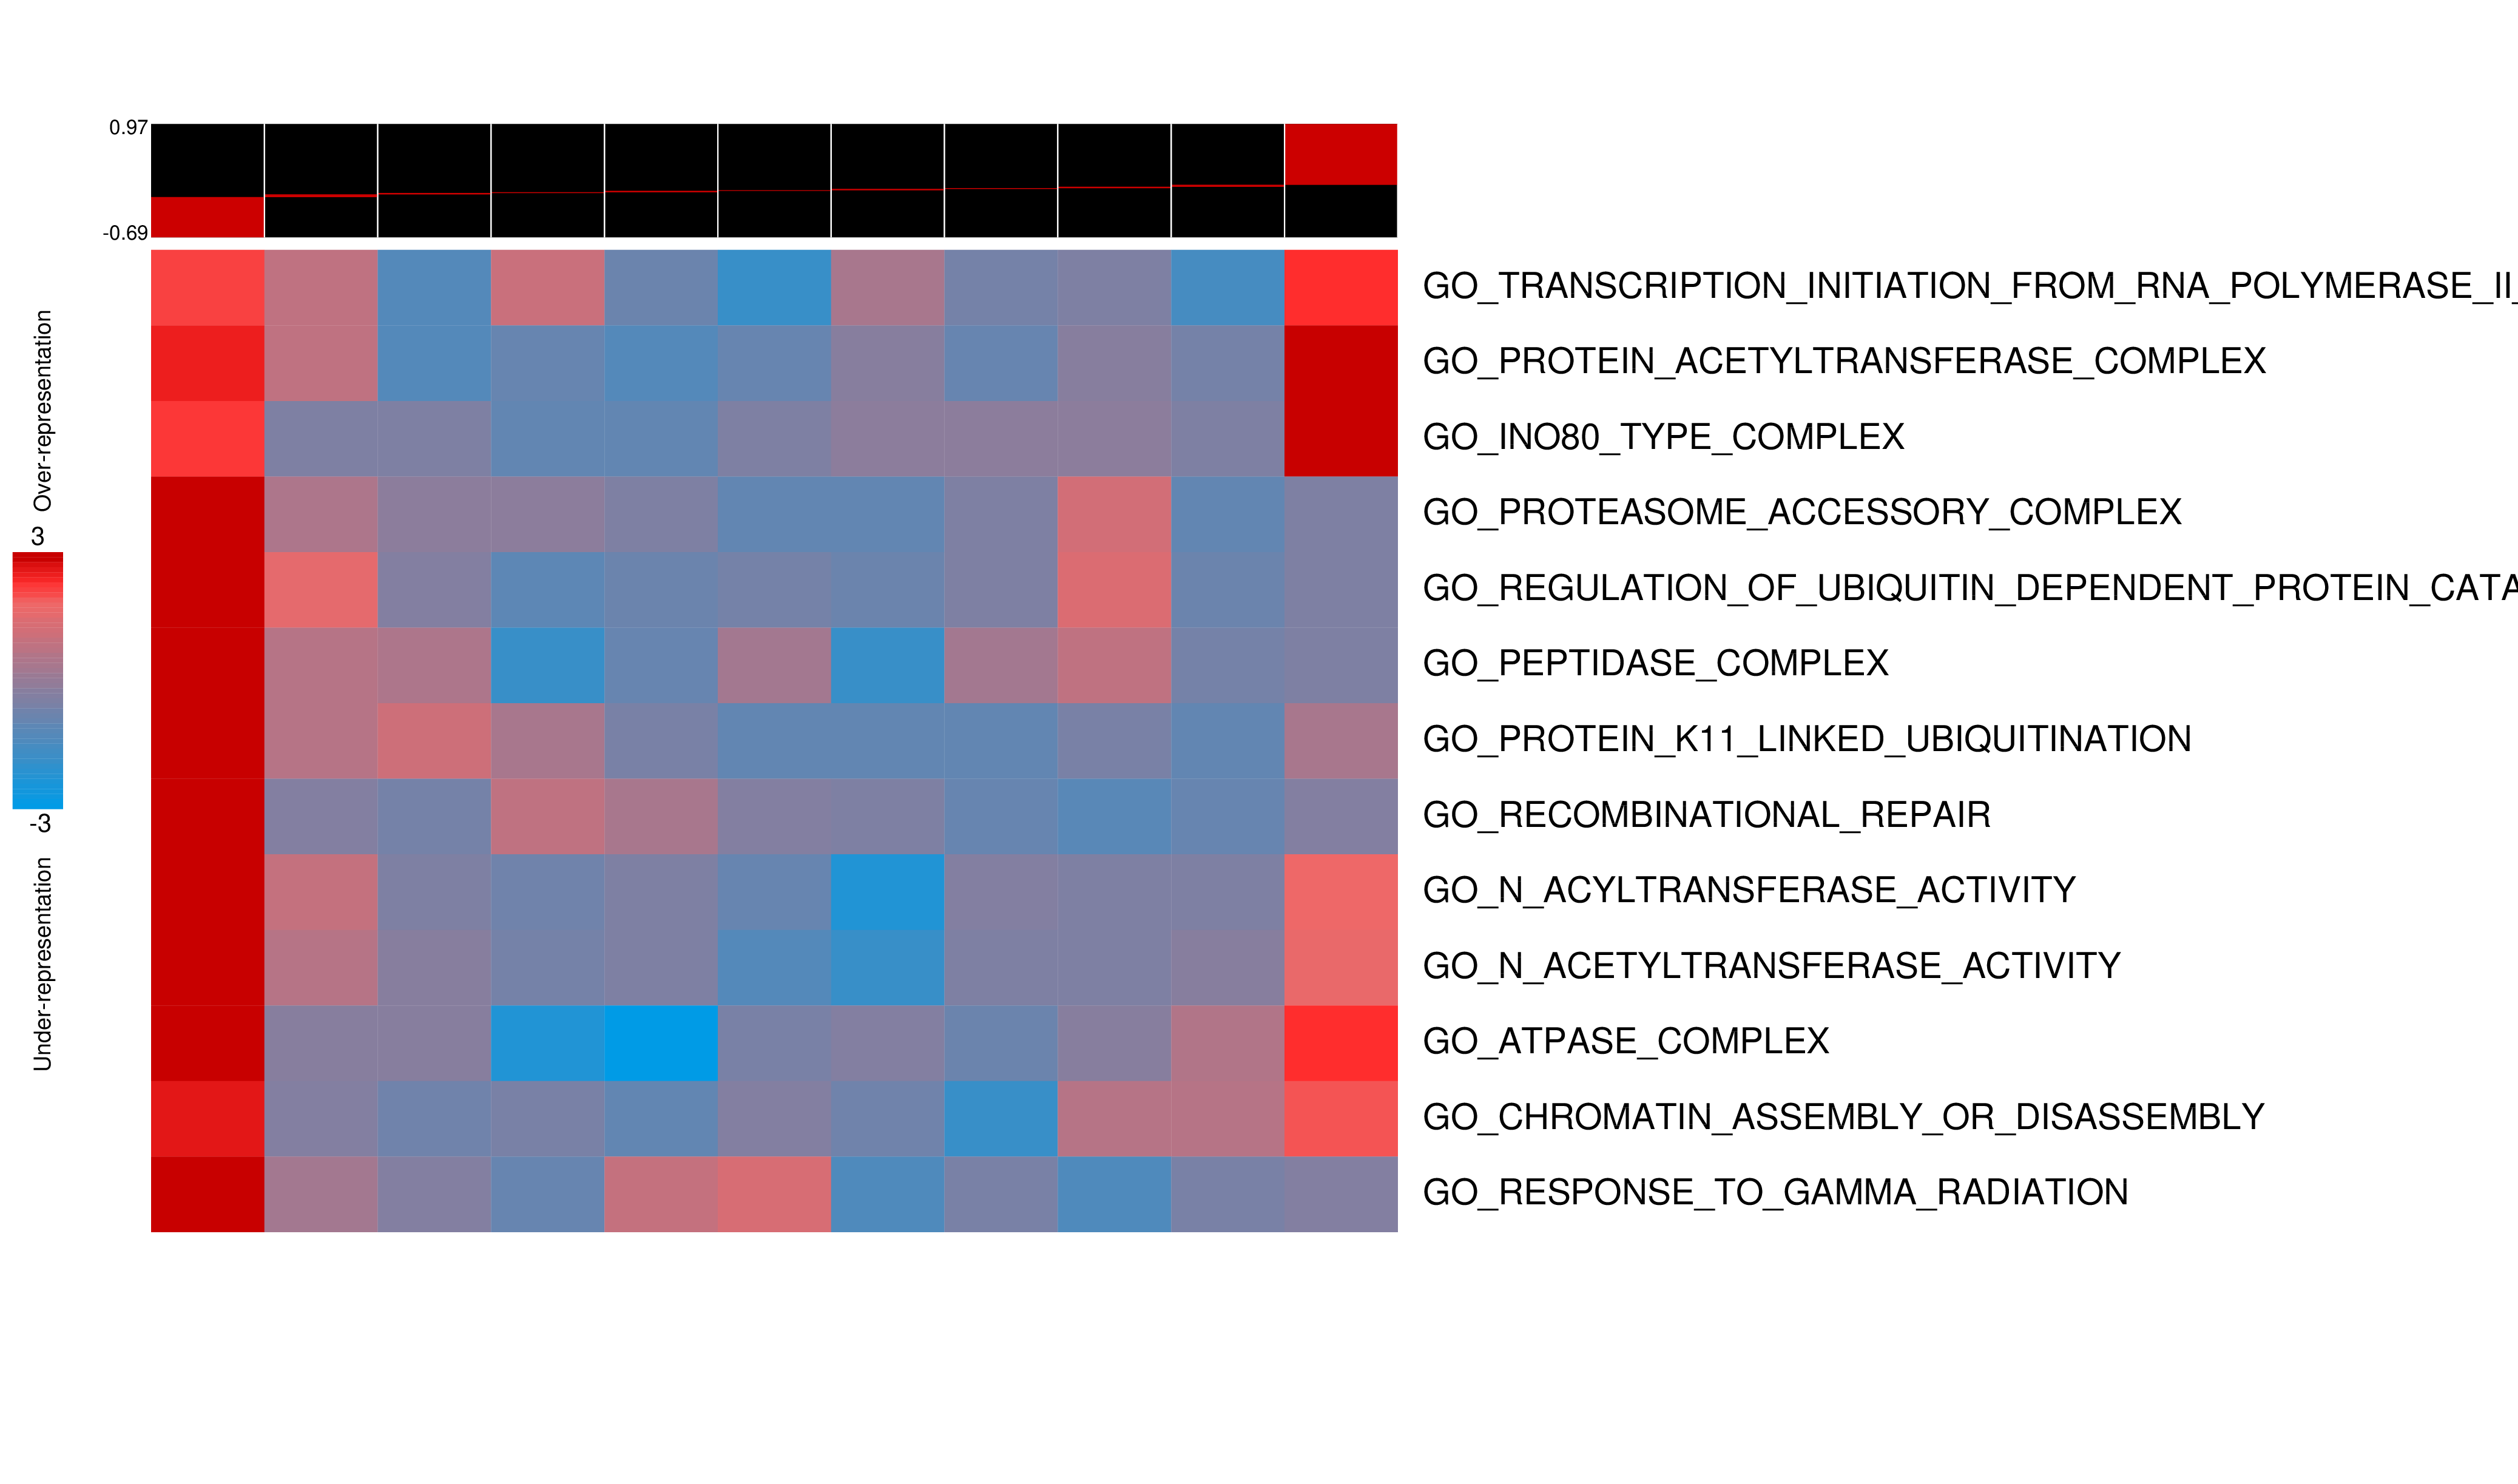 0.97
-0.69
Over-representation
3
-3
Under-representation
GO_TRANSCRIPTION_INITIATION_FROM_RNA_POLYMERASE_II_
GO_PROTEIN_ACETYLTRANSFERASE_COMPLEX
GO_INO80_TYPE_COMPLEX
GO_PROTEASOME_ACCESSORY_COMPLEX
GO_REGULATION_OF_UBIQUITIN_DEPENDENT_PROTEIN_CATA
GO_PEPTIDASE_COMPLEX
GO_PROTEIN_K11_LINKED_UBIQUITINATION
GO_RECOMBINATIONAL_REPAIR
GO_N_ACYLTRANSFERASE_ACTIVITY
GO_N_ACETYLTRANSFERASE_ACTIVITY
GO_ATPASE_COMPLEX
GO_CHROMATIN_ASSEMBLY_OR_DISASSEMBLY
GO_RESPONSE_TO_GAMMA_RADIATION